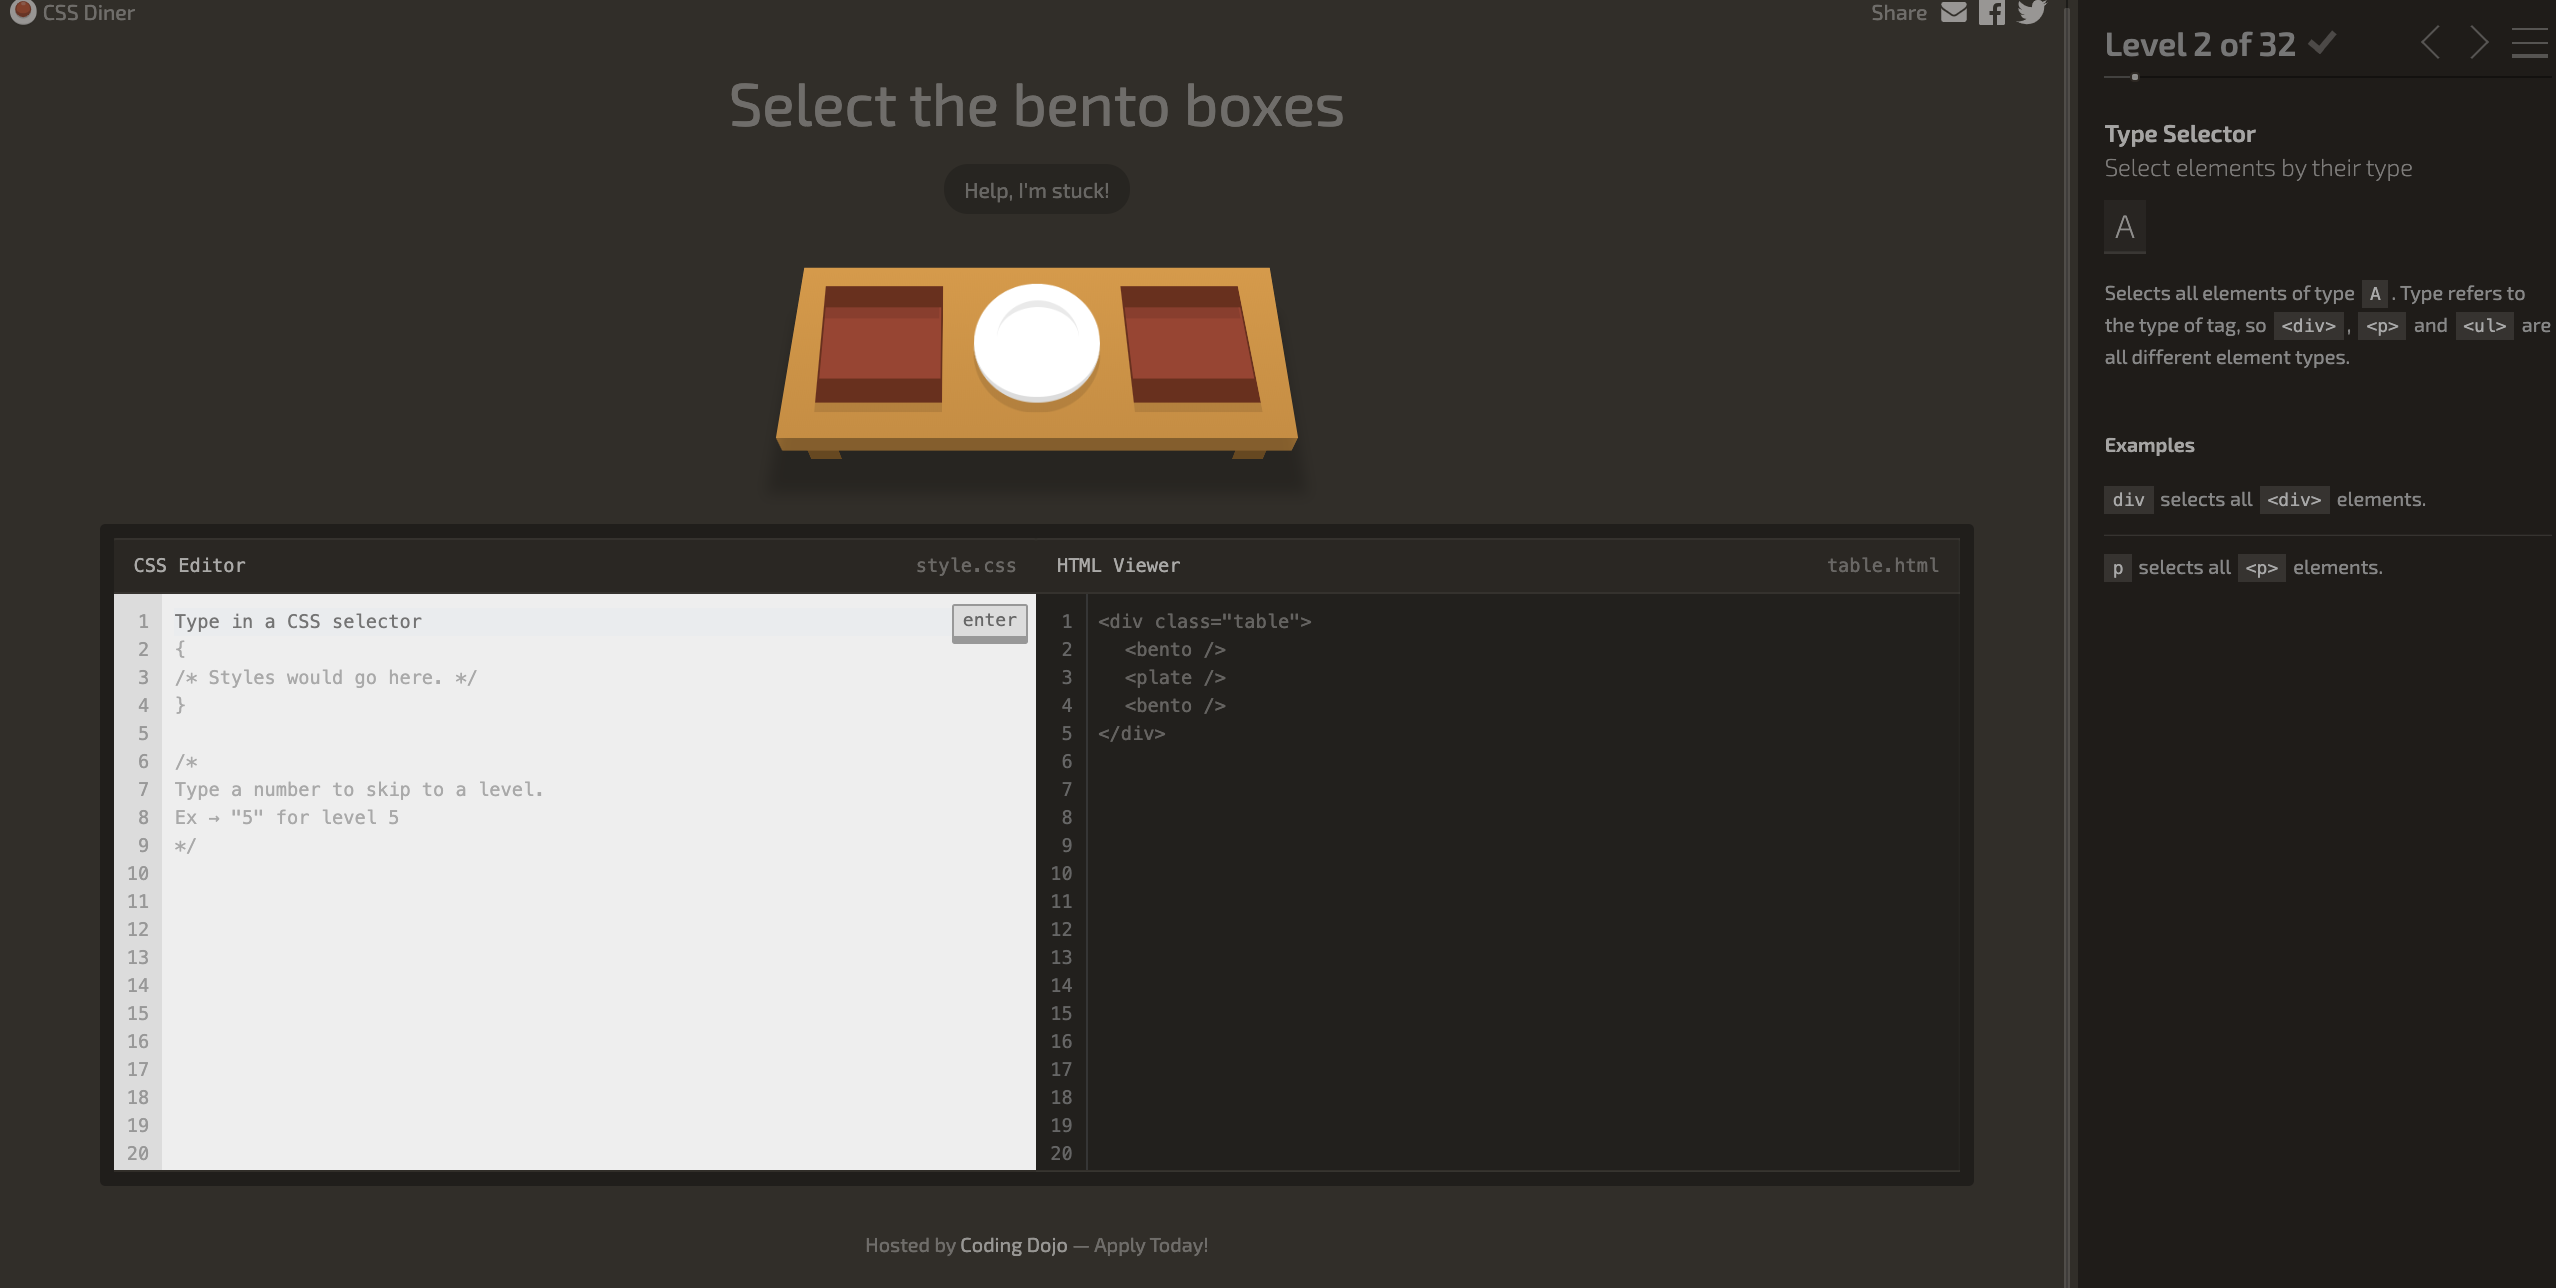 CSS Diner
Share
Select the bento boxes
Help, I'm stuck!
CSS Editor style.css
1 Type in a CSS selector enter
2 {
3 /* Styles would go here. */
4 }
5
6 /*
7 Type a number to skip to a level.
8 Ex → "5" for level 5
9 */
10
11
12
13
14
15
16
17
18
19
20
HTML Viewer table.html
1 <div class="table">
2 <bento />
3 <plate />
4 <bento />
5 </div>
6
7
8
9
10
11
12
13
14
15
16
17
18
19
20
Hosted by Coding Dojo — Apply Today!
Level 2 of 32
Type Selector
Select elements by their type
A
Selects all elements of type A . Type refers to
the type of tag, so <div> , <p> and <ul> are
all different element types.
Examples
div selects all <div> elements.
p selects all <p> elements.